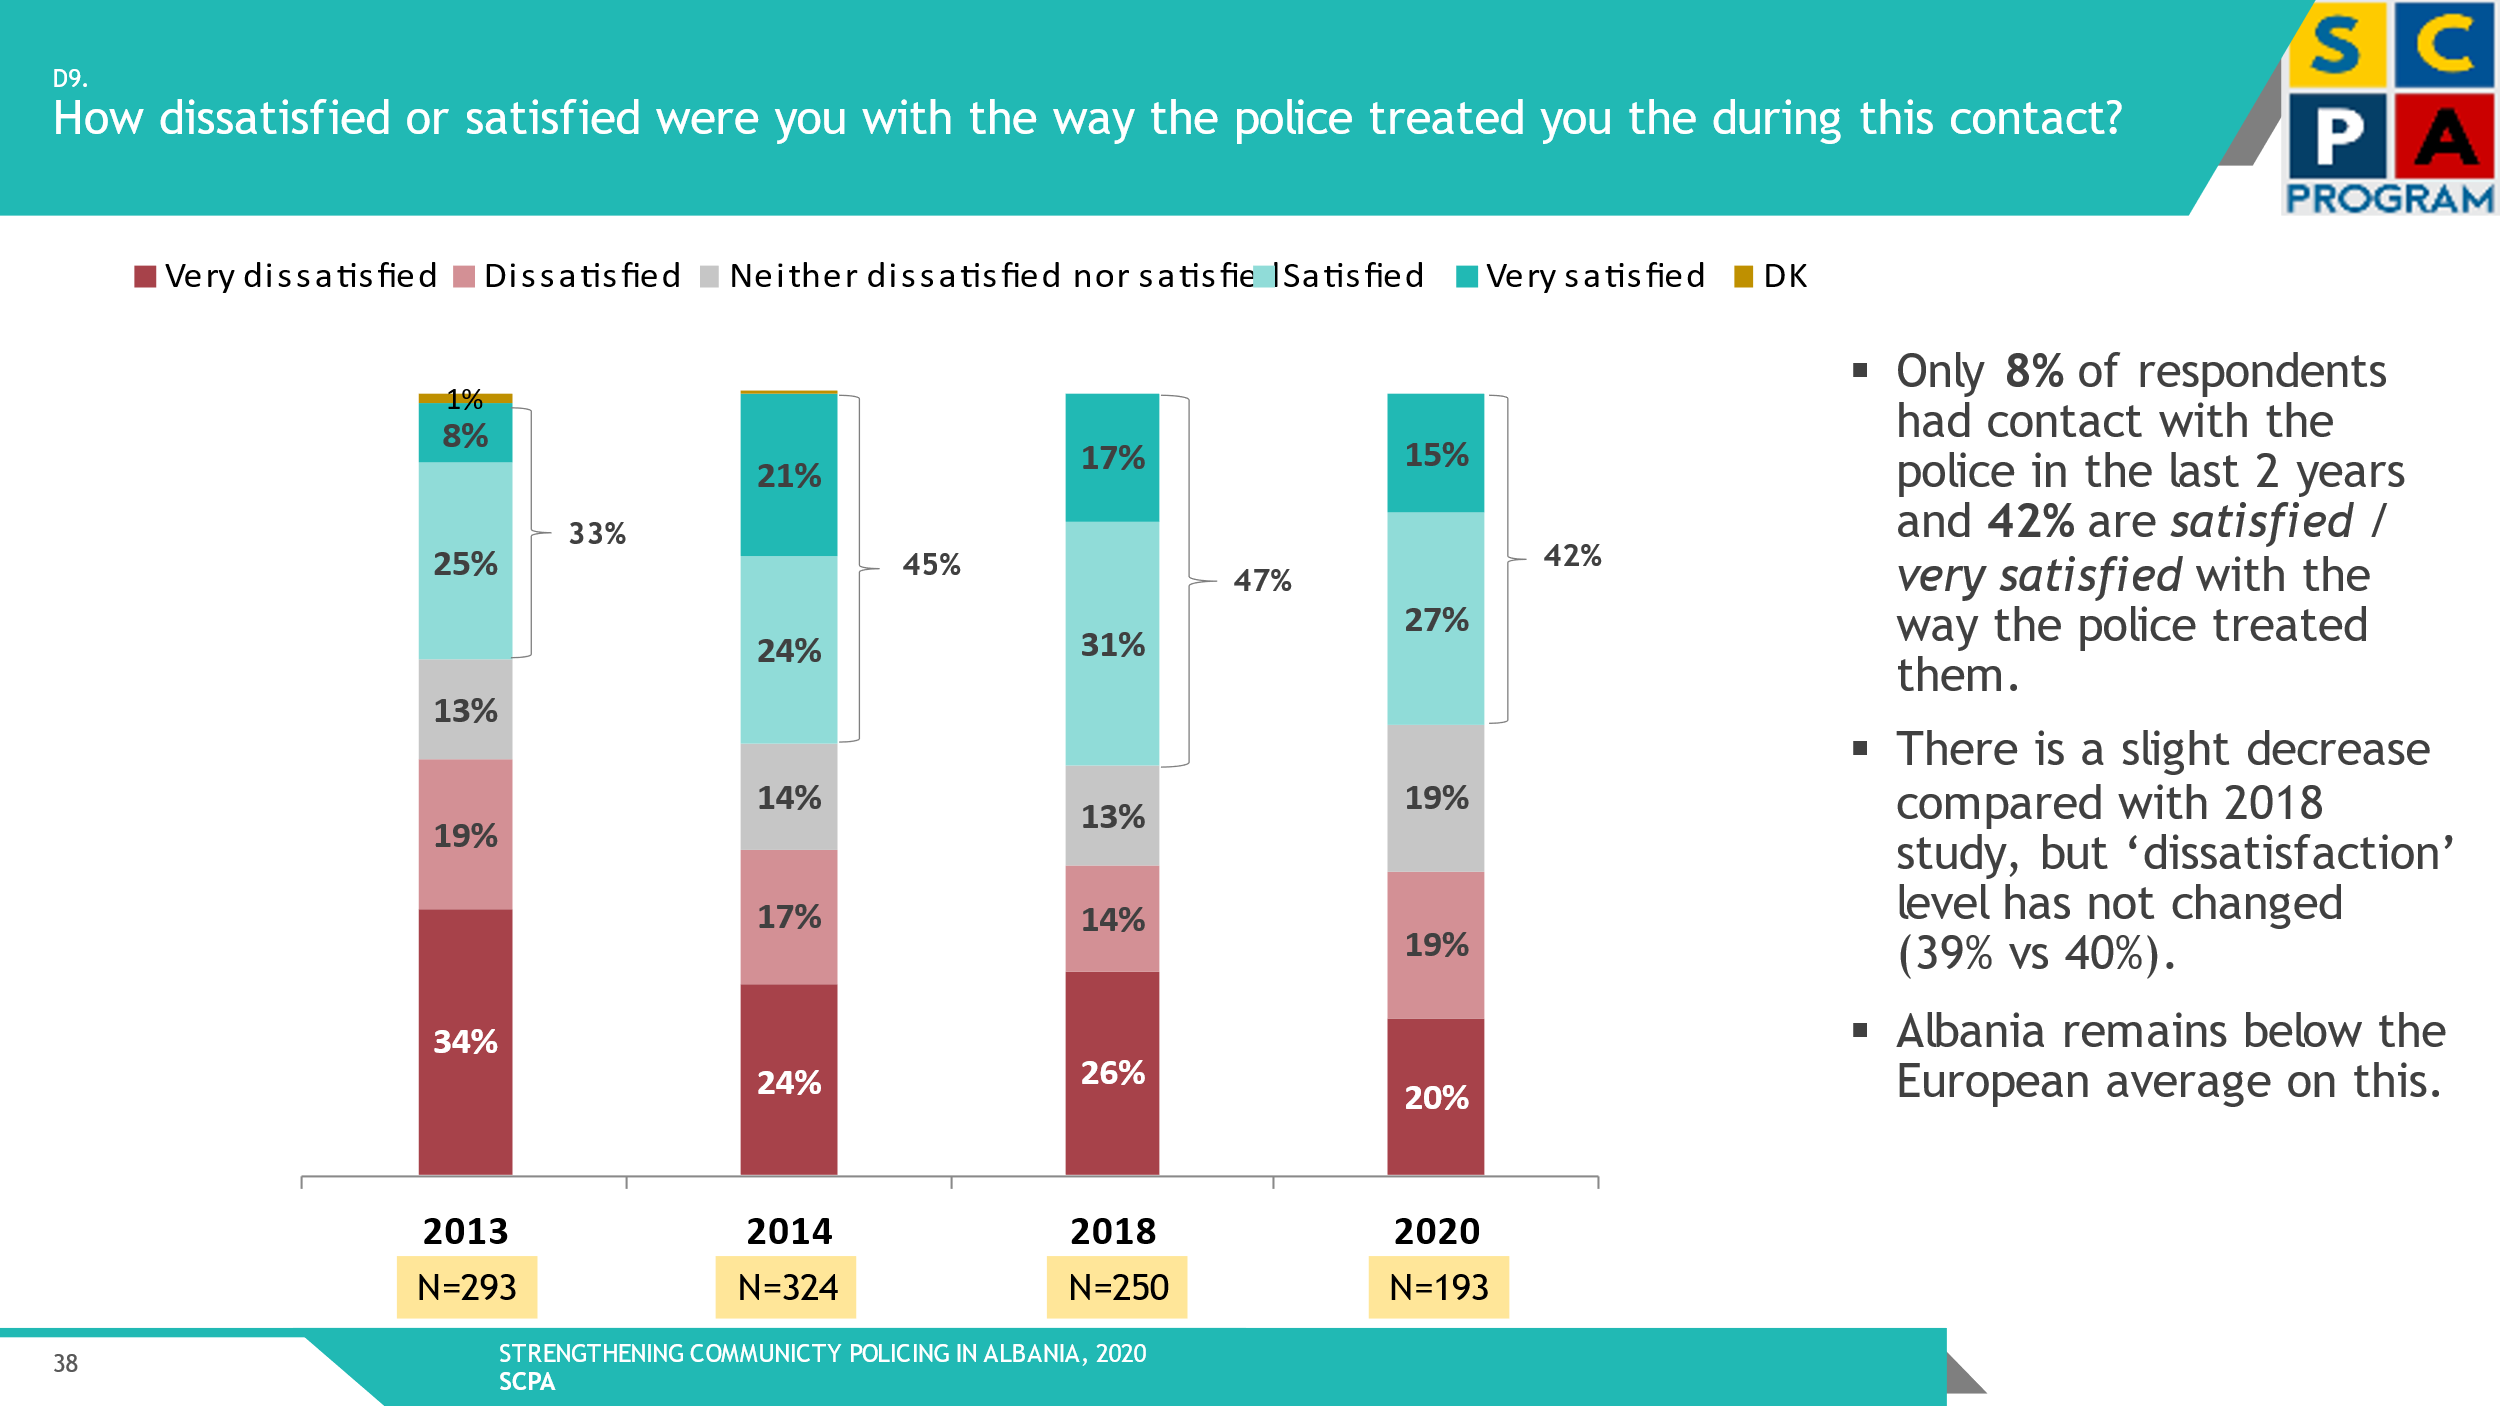 D9.
How dissatisfied or satisfied were you with the way the police treated you the during this contact?
S C
P A
PROGRAM
Very dissatisfied Dissatisfied Neither dissatisfied nor satisfied Satisfied Very satisfied DK
1%
8%
25%
13%
19%
34%
33%
21%
24%
14%
17%
24%
45%
17%
31%
13%
14%
26%
47%
15%
27%
19%
19%
20%
42%
2013 2014 2018 2020
N=293 N=324 N=250 N=193
▪ Only 8% of respondents
had contact with the
police in the last 2 years
and 42% are satisfied /
very satisfied with the
way the police treated
them.
▪ There is a slight decrease
compared with 2018
study, but ‘dissatisfaction’
level has not changed
(39% vs 40%).
▪ Albania remains below the
European average on this.
38
STRENGTHENING COMMUNICTY POLICING IN ALBANIA, 2020
SCPA